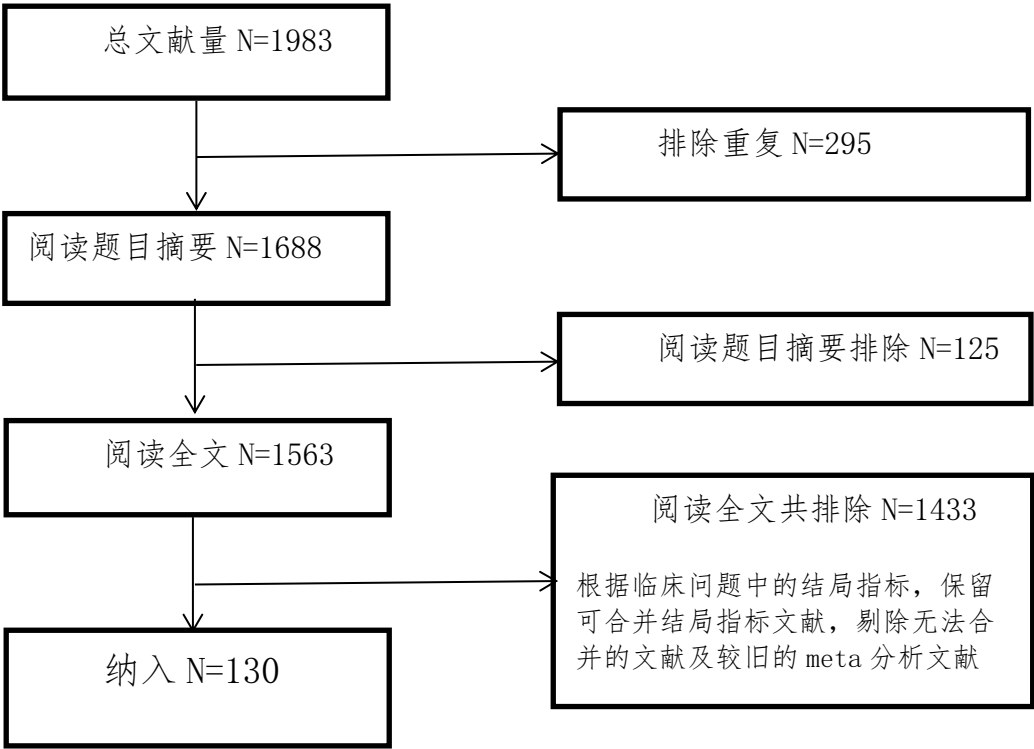 总文献量 N=1983
排除重复 N=295
阅读题目摘要 N=1688
阅读题目摘要排除 N=125
阅读全文 N=1563
阅读全文共排除 N=1433
根据临床问题中的结局指标，保留
可合并结局指标文献，剔除无法合
并的文献及较旧的 meta 分析文献
纳入 N=130